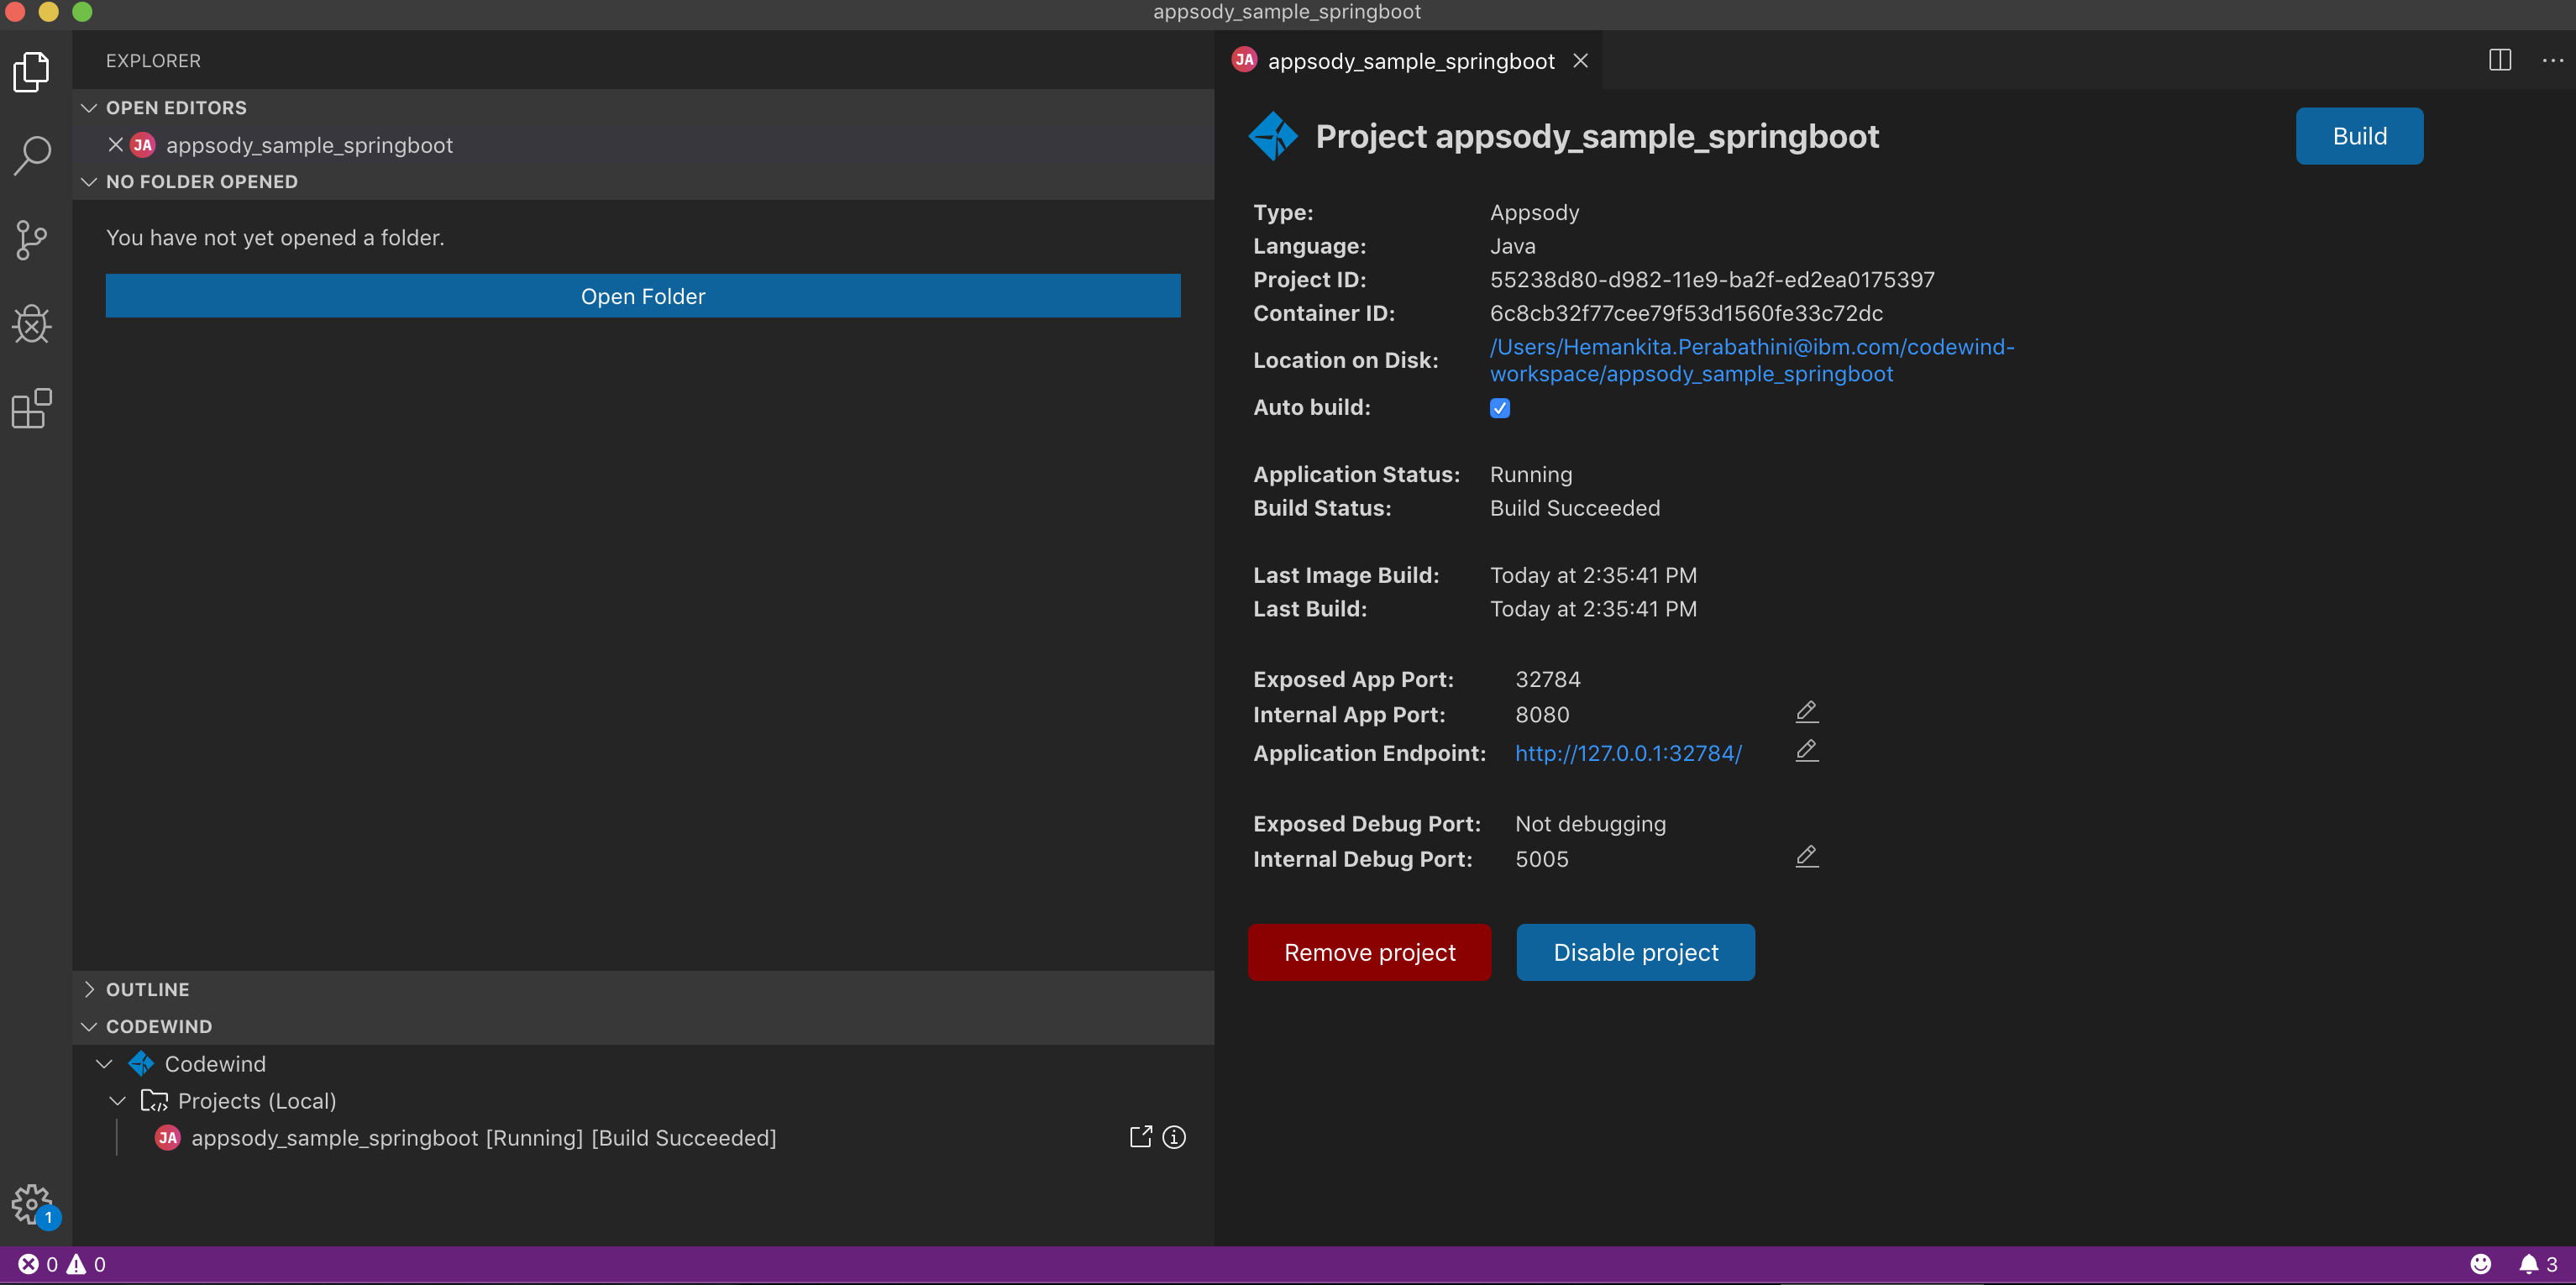 appsody_sample_springboot
EXPLORER
OPEN EDITORS
JA appsody_sample_springboot
NO FOLDER OPENED
You have not yet opened a folder.
Open Folder
OUTLINE
CODEWIND
Codewind
Projects (Local)
JA appsody_sample_springboot [Running] [Build Succeeded]
1
JA appsody_sample_springboot
Project appsody_sample_springboot
Build
Type: Appsody
Language: Java
Project ID: 55238d80-d982-11e9-ba2f-ed2ea0175397
Container ID: 6c8cb32f77cee79f53d1560fe33c72dc
Location on Disk: /Users/Hemankita.Perabathini@ibm.com/codewind-
workspace/appsody_sample_springboot
Auto build:
Application Status: Running
Build Status: Build Succeeded
Last Image Build: Today at 2:35:41 PM
Last Build: Today at 2:35:41 PM
Exposed App Port: 32784
Internal App Port: 8080
Application Endpoint: http://127.0.0.1:32784/
Exposed Debug Port: Not debugging
Internal Debug Port: 5005
Remove project
Disable project
0 0
3